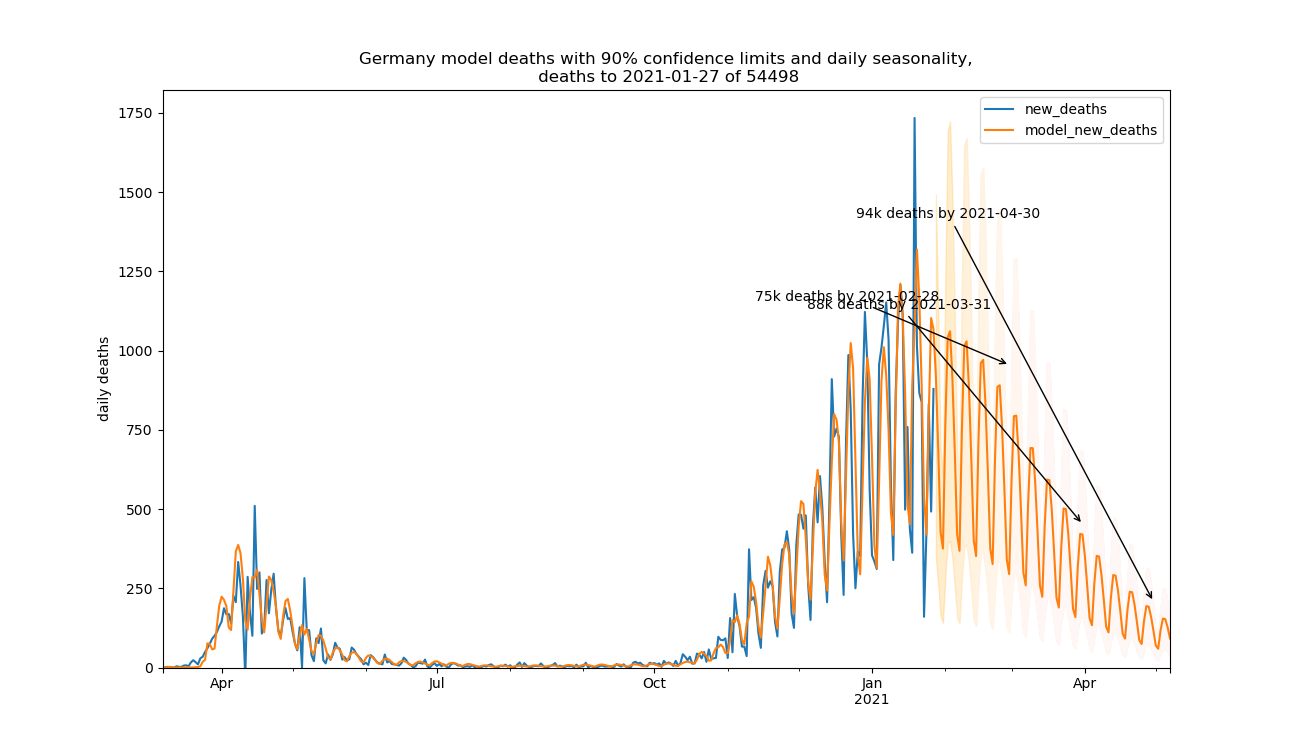 Germany model deaths with 90% confidence limits and daily seasonality,
deaths to 2021-01-27 of 54498
new_deaths
model_new_deaths
daily deaths
1750
1500
1250
1000
750
500
250
0
94k deaths by 2021-04-30
75k deaths by 2021-02-28
88k deaths by 2021-03-31
Apr
Jul
Oct
Jan
2021
Apr